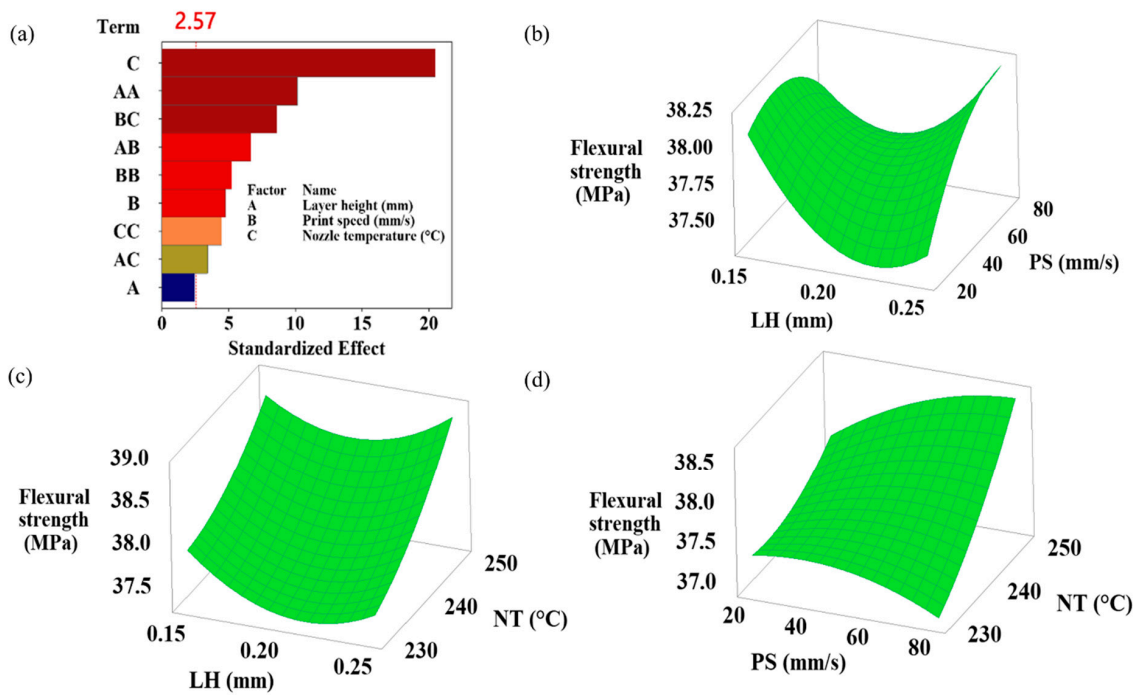 (a)
Term
2.57
C
AA
BC
AB
BB
B
CC
AC
A
Factor Name
A Layer height (mm)
B Print speed (mm/s)
C Nozzle temperature (°C)
0 5 10 15 20
Standardized Effect
(b)
38.25
38.00
37.75
37.50
Flexural
strength
(MPa)
0.15
0.20
0.25
LH (mm)
20
40
60
80
PS (mm/s)
(c)
39.0
38.5
38.0
37.5
Flexural
strength
(MPa)
0.15
0.20
0.25
LH (mm)
230
240
250
NT (°C)
(d)
38.5
38.0
37.5
37.0
Flexural
strength
(MPa)
20
40
60
80
PS (mm/s)
230
240
250
NT (°C)